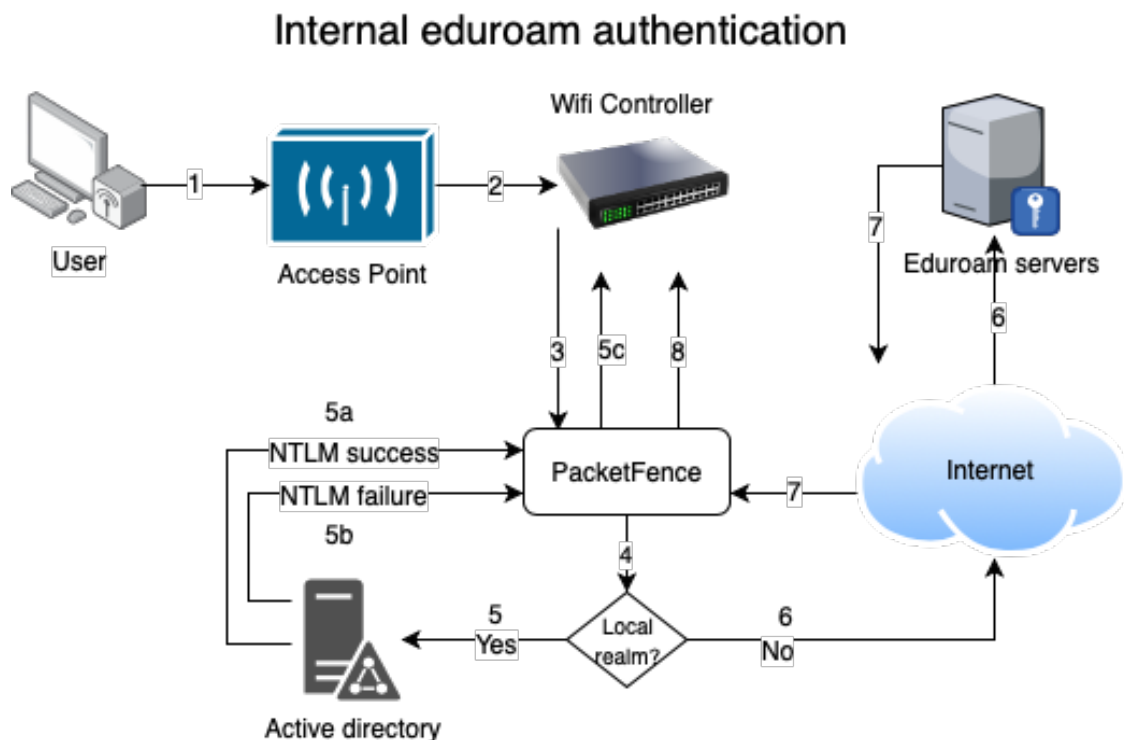 Internal eduroam authentication
Wifi Controller
1
2
User
Access Point
7
Eduroam servers
6
3
5c
8
5a
NTLM success
PacketFence
Internet
NTLM failure
7
5b
4
5
Yes
Local
realm?
6
No
Active directory